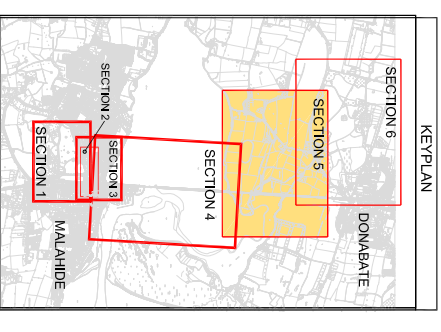 KEYPLAN
SECTION 6
DONABATE
SECTION 5
SECTION 4
SECTION 3
SECTION 2
SECTION 1
MALAHIDE